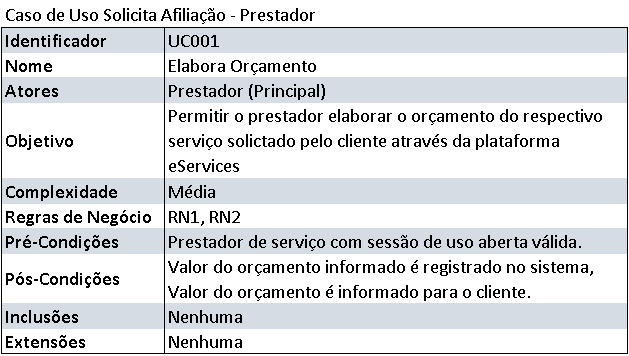 Caso de Uso Solicita Afiliação - Prestador
Identificador UC001
Nome Elabora Orçamento
Atores Prestador (Principal)
Objetivo Permitir o prestador elaborar o orçamento do respectivo
serviço solictado pelo cliente através da plataforma
eServices
Complexidade Média
Regras de Negócio RN1, RN2
Pré-Condições Prestador de serviço com sessão de uso aberta válida.
Pós-Condições Valor do orçamento informado é registrado no sistema,
Valor do orçamento é informado para o cliente.
Inclusões Nenhuma
Extensões Nenhuma